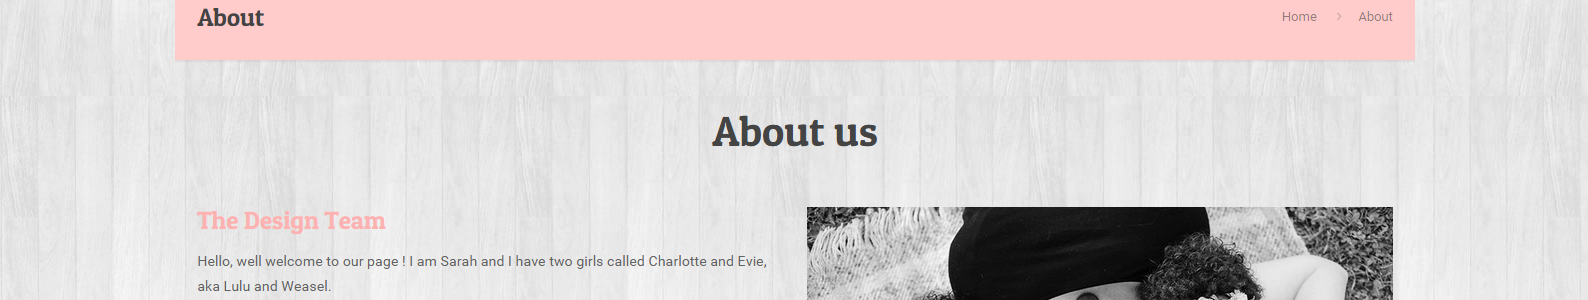 About
Home > About
About us
The Design Team
Hello, well welcome to our page ! I am Sarah and I have two girls called Charlotte and Evie,
aka Lulu and Weasel.